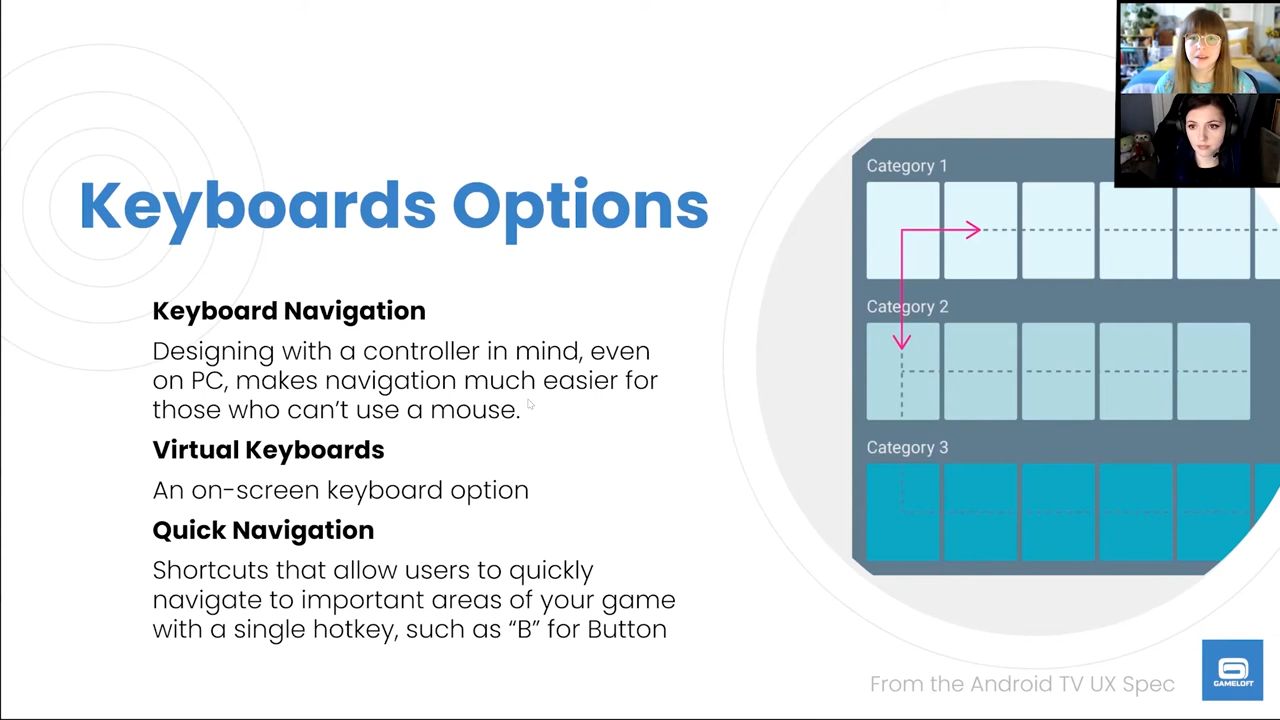 Keyboards Options
Keyboard Navigation
Designing with a controller in mind, even
on PC, makes navigation much easier for
those who can't use a mouse.
Virtual Keyboards
An on-screen keyboard option
Quick Navigation
Shortcuts that allow users to quickly
navigate to important areas of your game
with a single hotkey, such as “B” for Button
Category 1
Category 2
Category 3
From the Android TV UX Spec
GAMELOFT